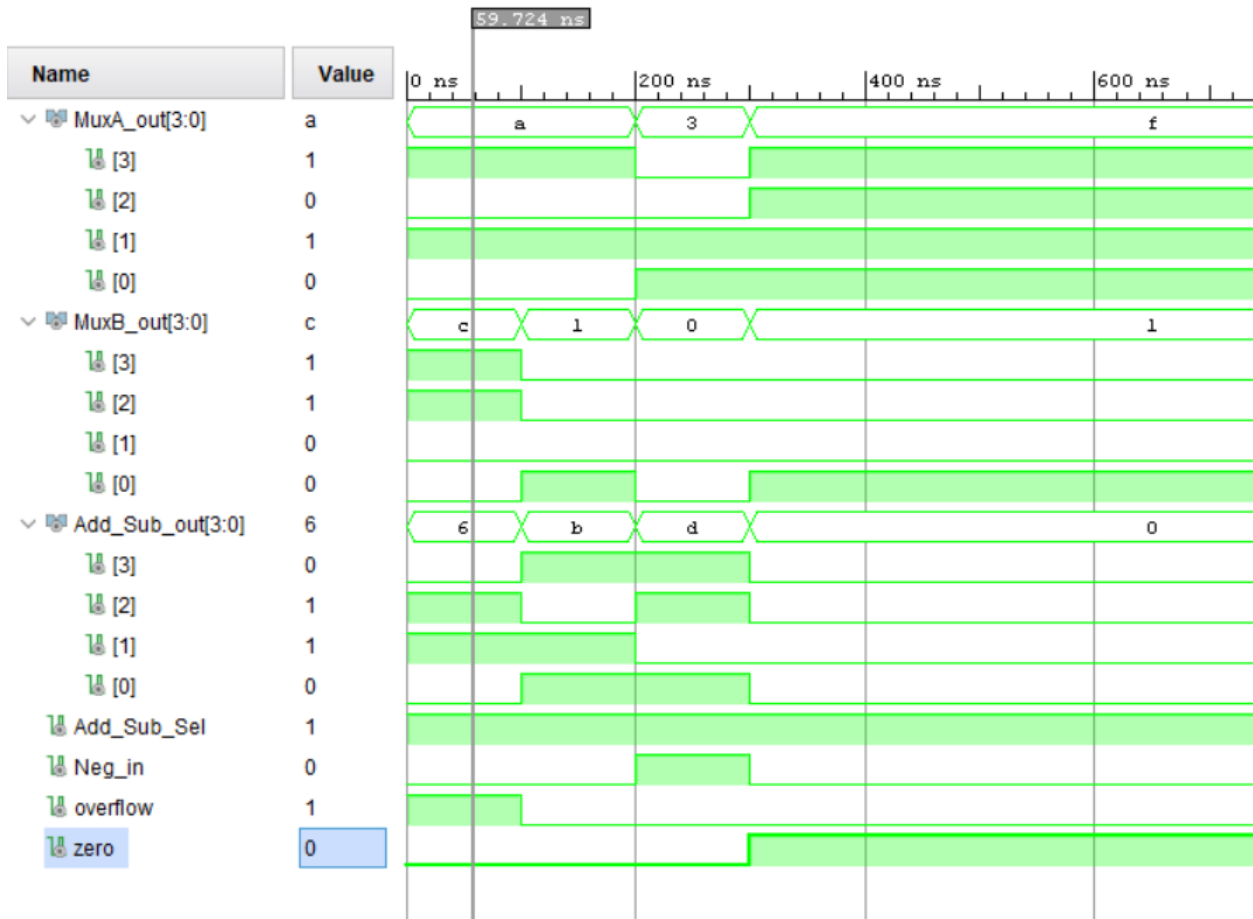 59.724 ns
Name Value 0 ns 200 ns 400 ns 600 ns
MuxA_out[3:0] a a 3 f
[3] 1
[2] 0
[1] 1
[0] 0
MuxB_out[3:0] c c 1 0 1
[3] 1
[2] 1
[1] 0
[0] 0
Add_Sub_out[3:0] 6 6 b d 0
[3] 0
[2] 1
[1] 1
[0] 0
Add_Sub_Sel 1
Neg_in 0
overflow 1
zero 0